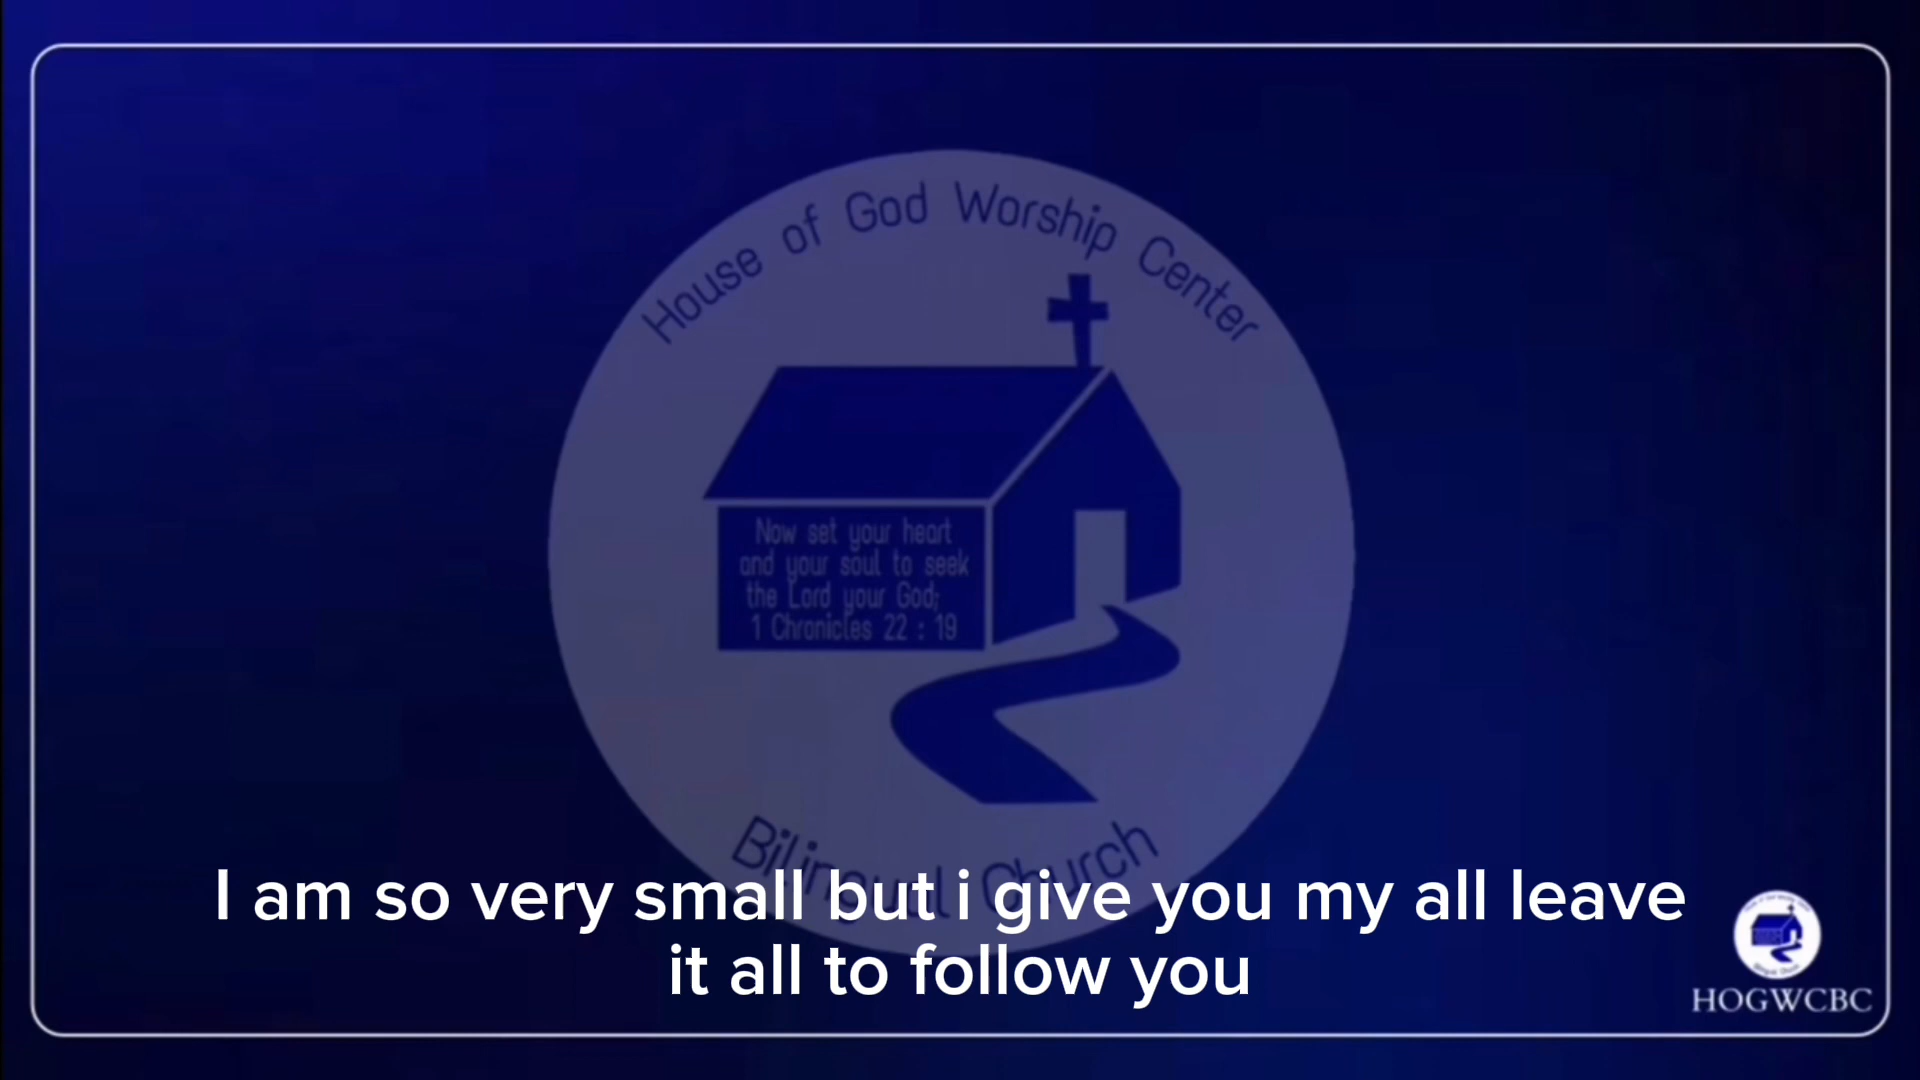 House of God Worship Center
Now set your heart
and your soul to seek
the Lord your God;
1 Chronicles 22 : 19
Bilingual Church
I am so very small but i give you my all leave
it all to follow you
HOGWCBC